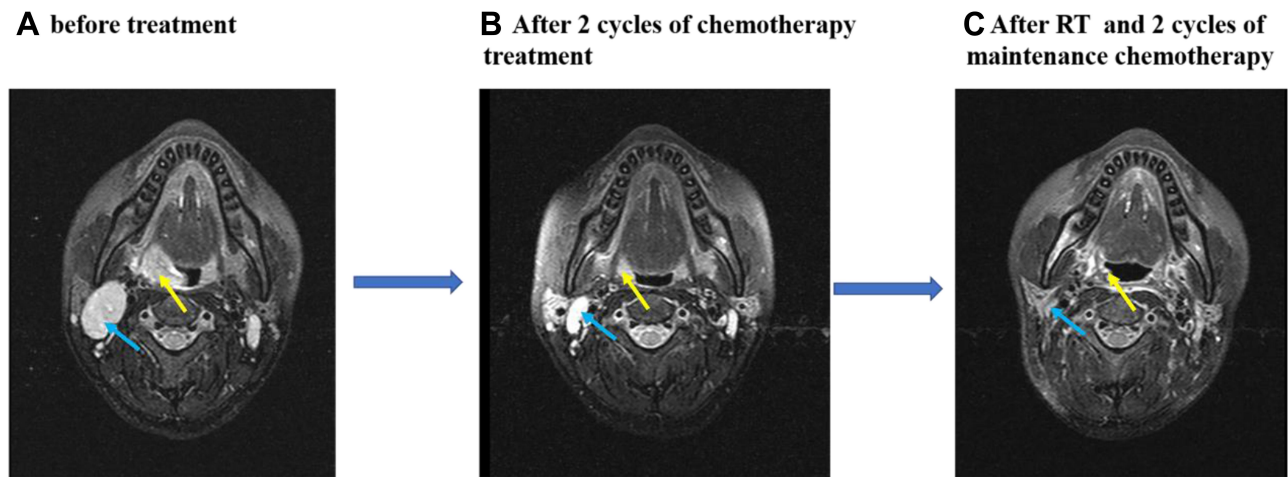 A before treatment
B After 2 cycles of chemotherapy
treatment
C After RT and 2 cycles of
maintenance chemotherapy